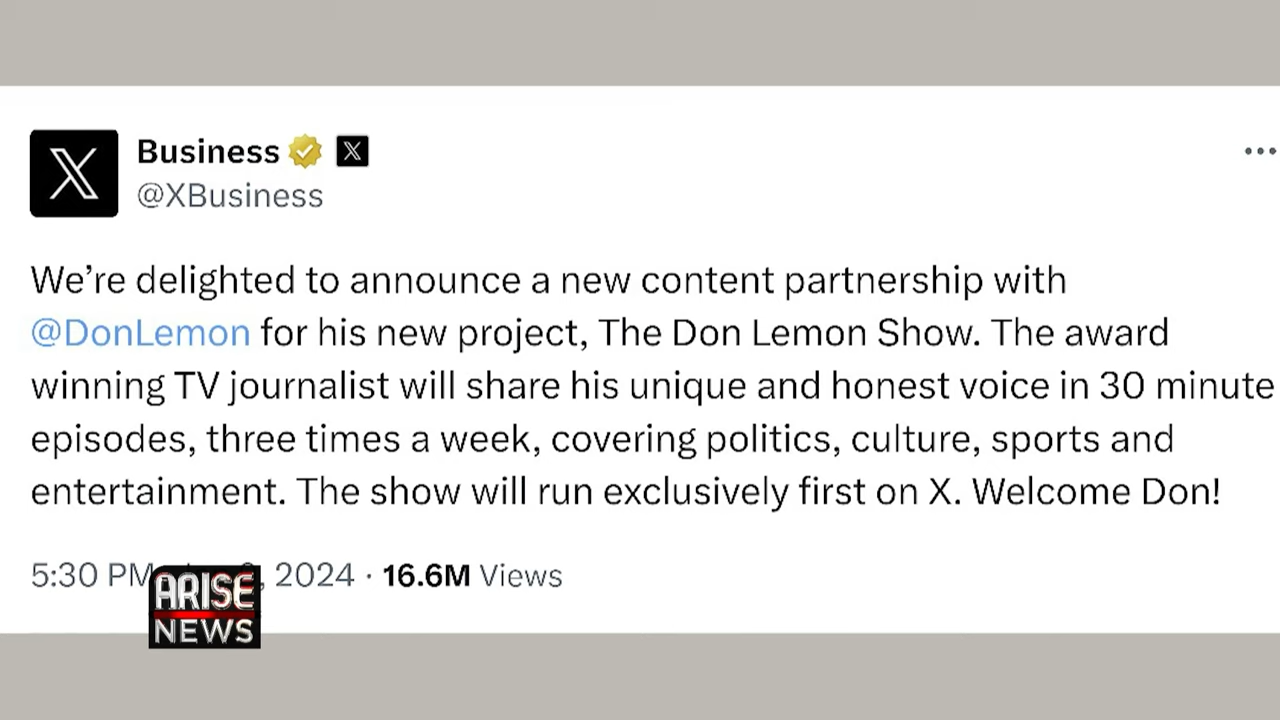 Business
@XBusiness
We're delighted to announce a new content partnership with
@DonLemon for his new project, The Don Lemon Show. The award
winning TV journalist will share his unique and honest voice in 30 minute
episodes, three times a week, covering politics, culture, sports and
entertainment. The show will run exclusively first on X. Welcome Don!
5:30 PM , 2024 · 16.6M Views
ARISE
NEWS